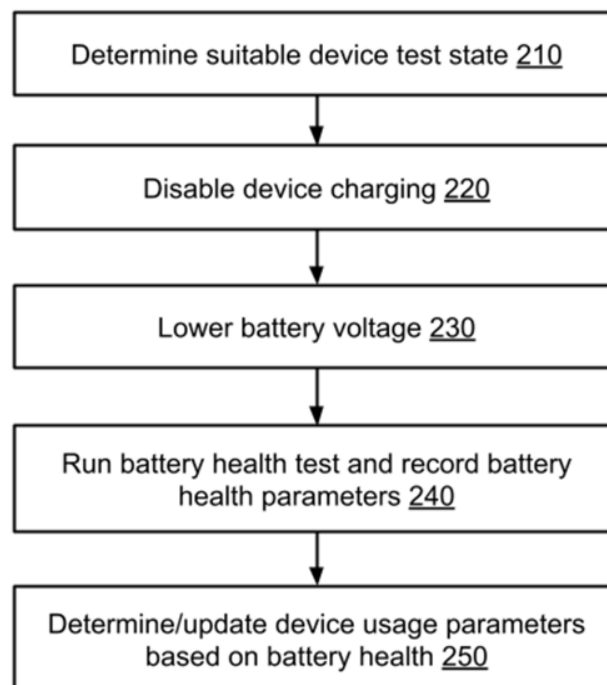 Determine suitable device test state 210
Disable device charging 220
Lower battery voltage 230
Run battery health test and record battery
health parameters 240
Determine/update device usage parameters
based on battery health 250